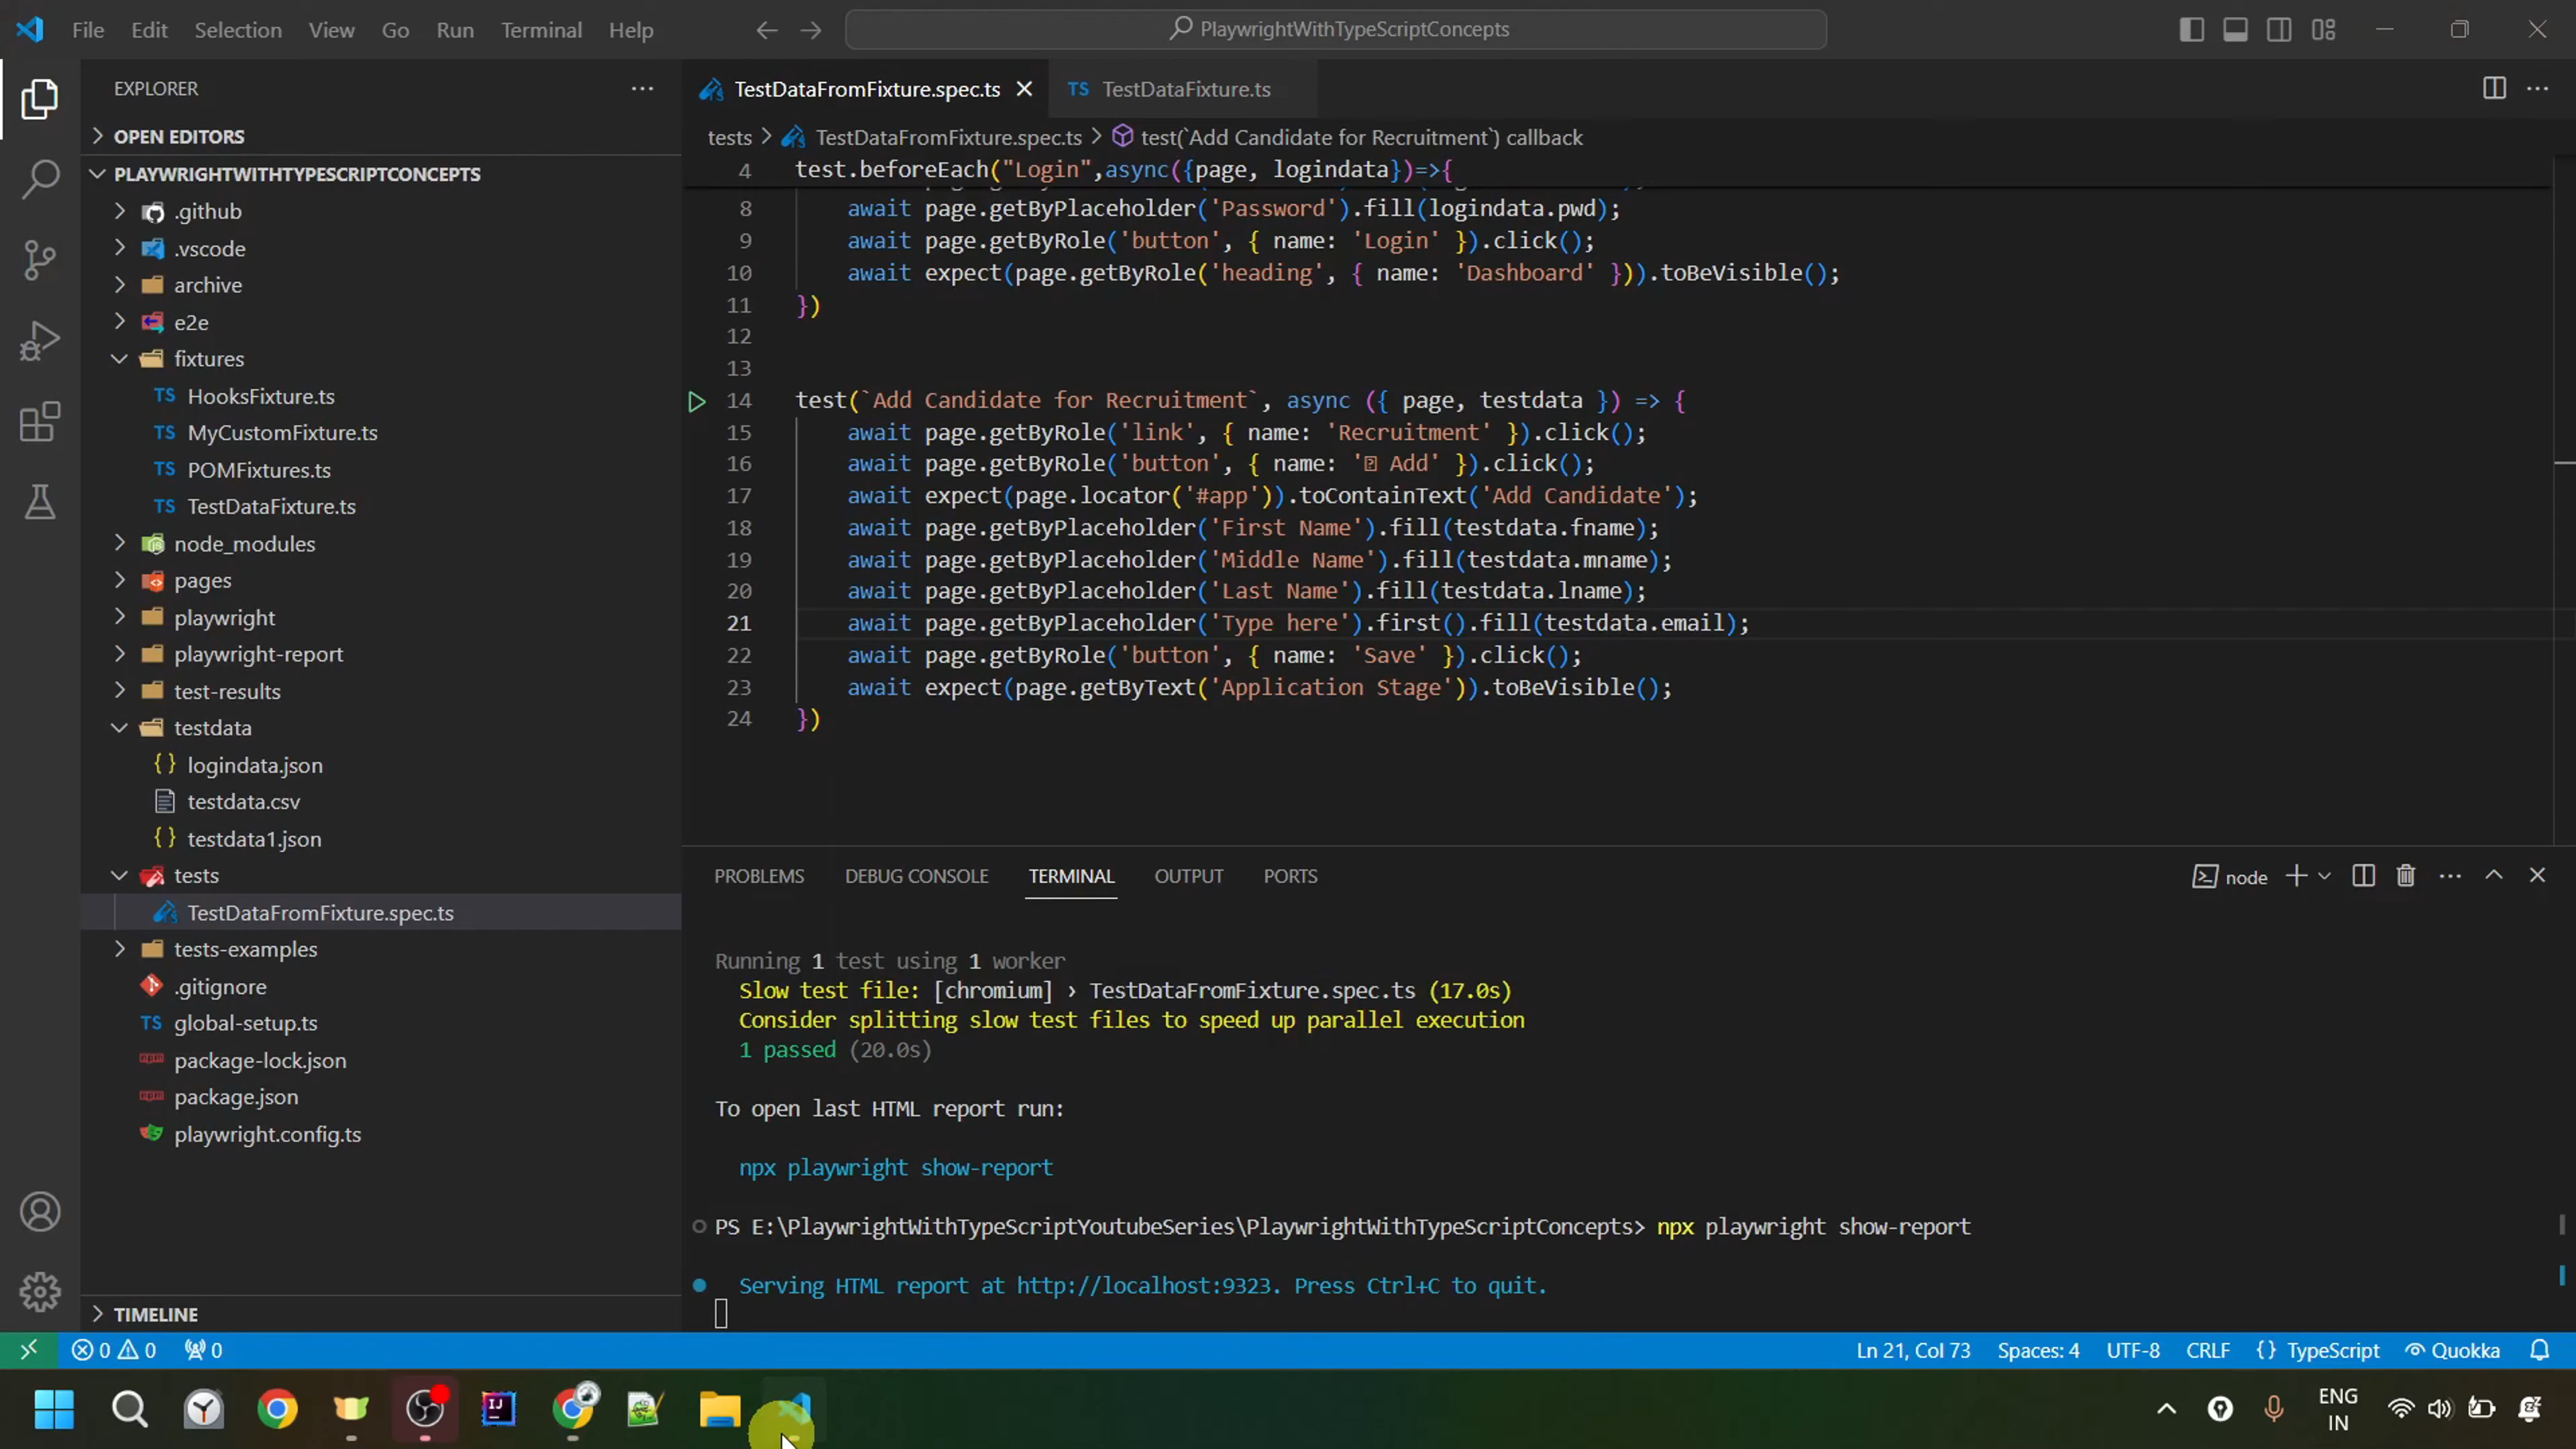 File Edit Selection View Go Run Terminal Help
PlaywrightWithTypeScriptConcepts
EXPLORER
OPEN EDITORS
PLAYWRIGHTWITHTYPESCRIPTCONCEPTS
.github
.vscode
archive
e2e
fixtures
TS HooksFixture.ts
TS MyCustomFixture.ts
TS POMFixtures.ts
TS TestDataFixture.ts
node_modules
pages
playwright
playwright-report
test-results
testdata
{} logindata.json
testdata.csv
{} testdata1.json
tests
TestDataFromFixture.spec.ts
tests-examples
.gitignore
TS global-setup.ts
package-lock.json
package.json
playwright.config.ts
TIMELINE
TestDataFromFixture.spec.ts
TS TestDataFixture.ts
tests > TestDataFromFixture.spec.ts > test(`Add Candidate for Recruitment`) callback
4 test.beforeEach("Login",async({page, logindata})=>{
8 await page.getByPlaceholder('Password').fill(logindata.pwd);
9 await page.getByRole('button', { name: 'Login' }).click();
10 await expect(page.getByRole('heading', { name: 'Dashboard' })).toBeVisible();
11 })
12
13
14 test(`Add Candidate for Recruitment`, async ({ page, testdata }) => {
15 await page.getByRole('link', { name: 'Recruitment' }).click();
16 await page.getByRole('button', { name: ' Add' }).click();
17 await expect(page.locator('#app')).toContainText('Add Candidate');
18 await page.getByPlaceholder('First Name').fill(testdata.fname);
19 await page.getByPlaceholder('Middle Name').fill(testdata.mname);
20 await page.getByPlaceholder('Last Name').fill(testdata.lname);
21 await page.getByPlaceholder('Type here').first().fill(testdata.email);
22 await page.getByRole('button', { name: 'Save' }).click();
23 await expect(page.getByText('Application Stage')).toBeVisible();
24 })
PROBLEMS DEBUG CONSOLE TERMINAL OUTPUT PORTS
node
Running 1 test using 1 worker
Slow test file: [chromium] › TestDataFromFixture.spec.ts (17.0s)
Consider splitting slow test files to speed up parallel execution
1 passed (20.0s)
To open last HTML report run:
npx playwright show-report
PS E:\PlaywrightWithTypeScriptYoutubeSeries\PlaywrightWithTypeScriptConcepts> npx playwright show-report
Serving HTML report at http://localhost:9323. Press Ctrl+C to quit.
0 0 0
Ln 21, Col 73 Spaces: 4 UTF-8 CRLF {} TypeScript Quokka
ENG
IN